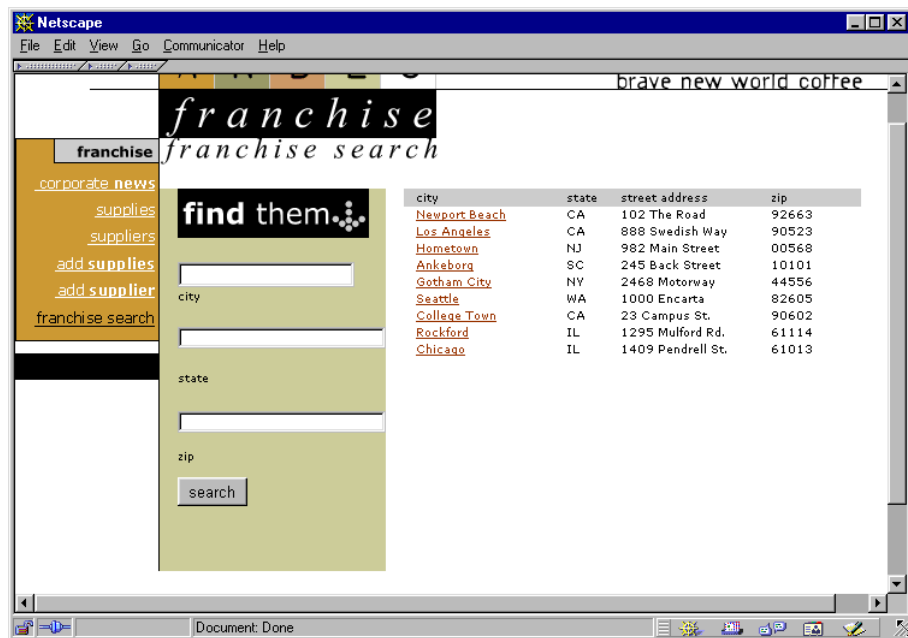 Netscape
File Edit View Go Communicator Help
brave new world coffee
franchise
franchise search
franchise
corporate news
supplies
suppliers
add supplies
add supplier
franchise search
find them
city
state
zip
search
city state street address zip
Newport Beach CA 102 The Road 92663
Los Angeles CA 888 Swedish Way 90523
Hometown NJ 982 Main Street 00568
Ankeborg SC 245 Back Street 10101
Gotham City NY 2468 Motorway 44556
Seattle WA 1000 Encarta 82605
College Town CA 23 Campus St. 90602
Rockford IL 1295 Mulford Rd. 61114
Chicago IL 1409 Pendrell St. 61013
Document: Done